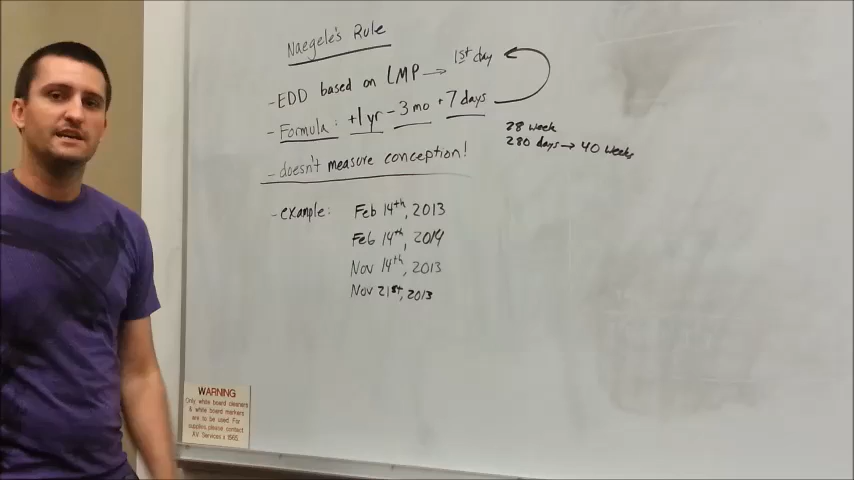 Naegele's Rule
- EDD based on LMP → 1st day
- Formula: +1 yr - 3 mo + 7 days
28 week
280 days → 40 weeks
- doesn't measure conception!
- example: Feb 14th, 2013
Feb 14th, 2014
Nov 14th, 2013
Nov 21st, 2013
WARNING
Only white board cleaners
& white board markers
are to be used. For
supplies please contact
AV Services x 1965.